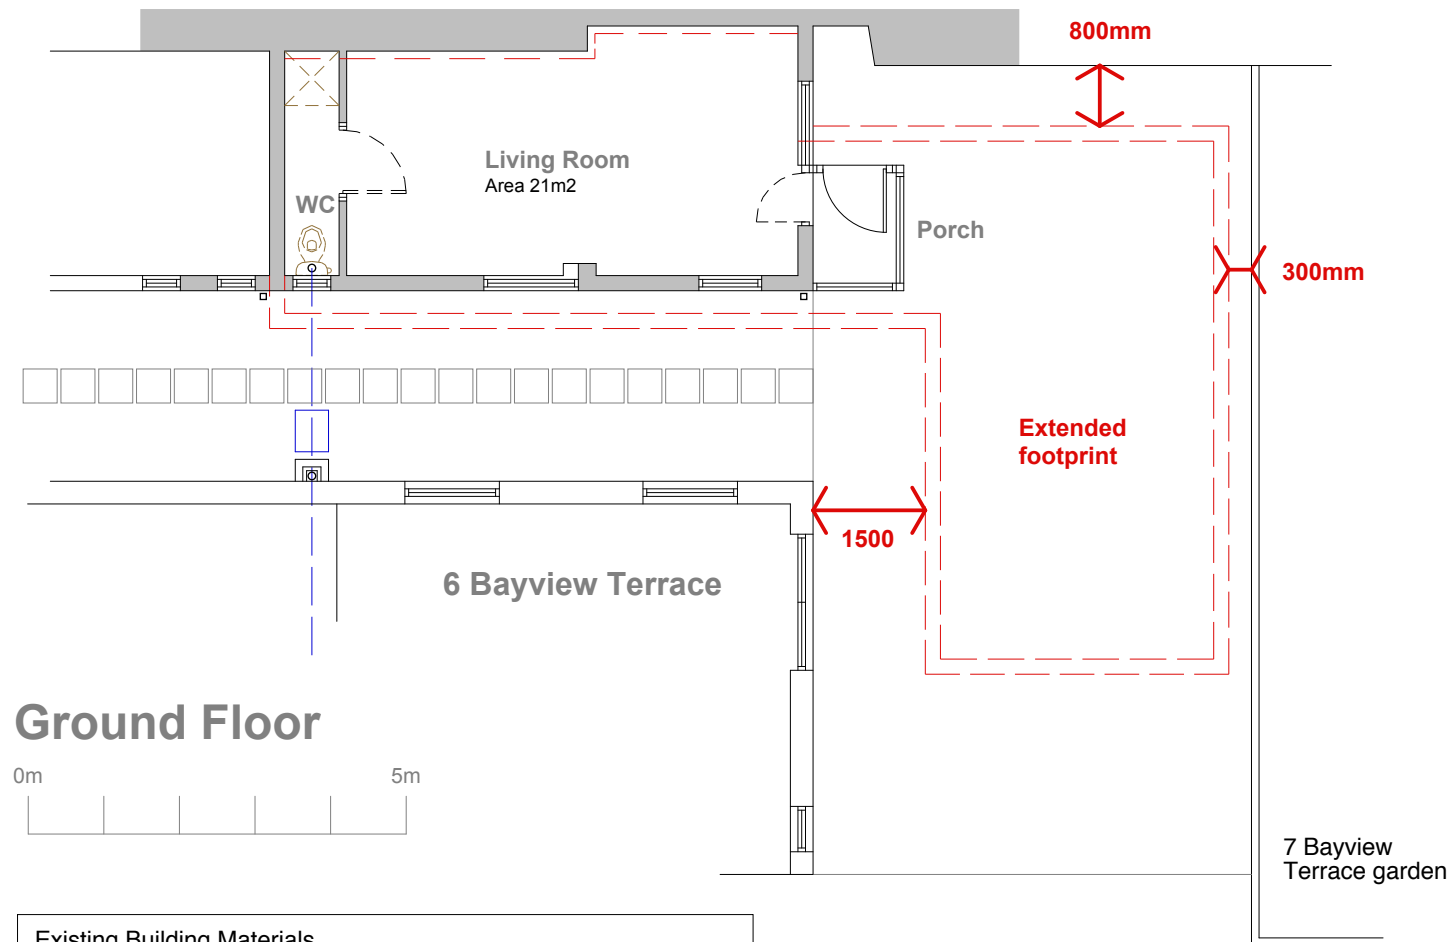 800mm
Living Room
Area 21m2
WC
Porch
300mm
Extended
footprint
1500
6 Bayview Terrace
Ground Floor
0m
5m
7 Bayview
Terrace garden
Existing Building Materials